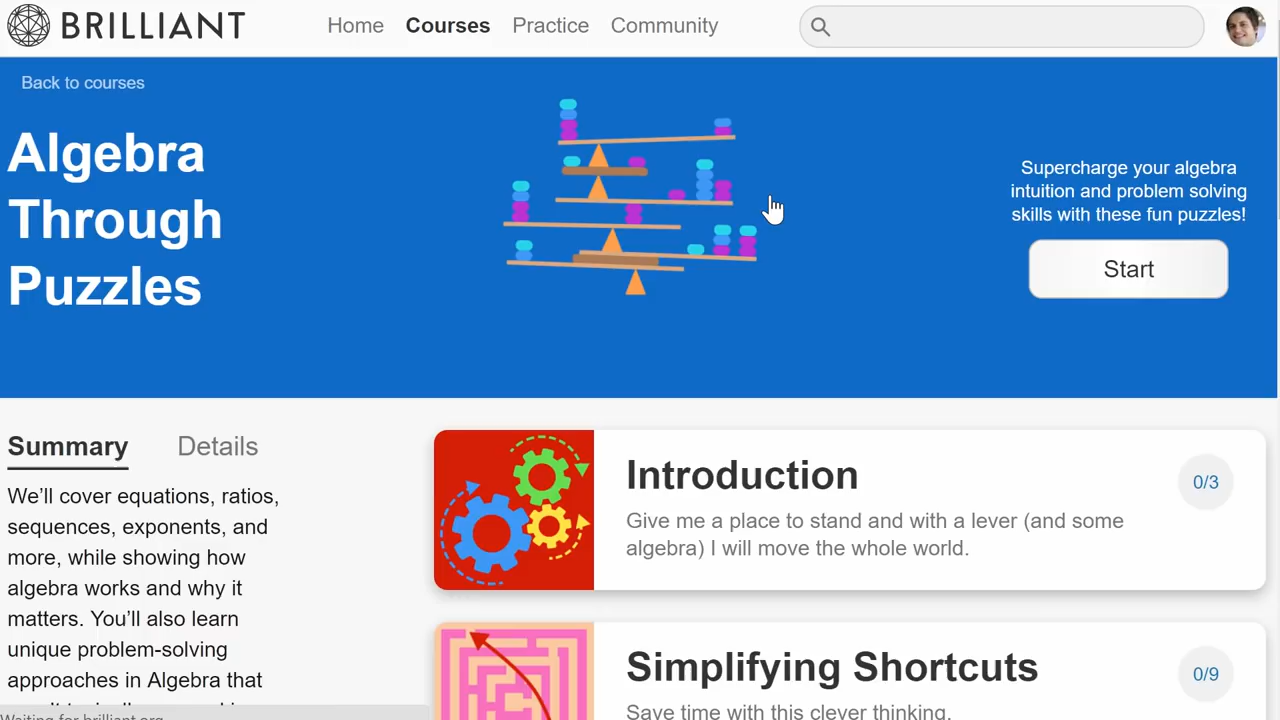 BRILLIANT
Home Courses Practice Community
Back to courses
Algebra
Through
Puzzles
Supercharge your algebra
intuition and problem solving
skills with these fun puzzles!
Start
Summary Details
We'll cover equations, ratios,
sequences, exponents, and
more, while showing how
algebra works and why it
matters. You'll also learn
unique problem-solving
approaches in Algebra that
Introduction
0/3
Give me a place to stand and with a lever (and some
algebra) I will move the whole world.
Simplifying Shortcuts
0/9
Save time with this clever thinking.
Waiting for brilliant.org